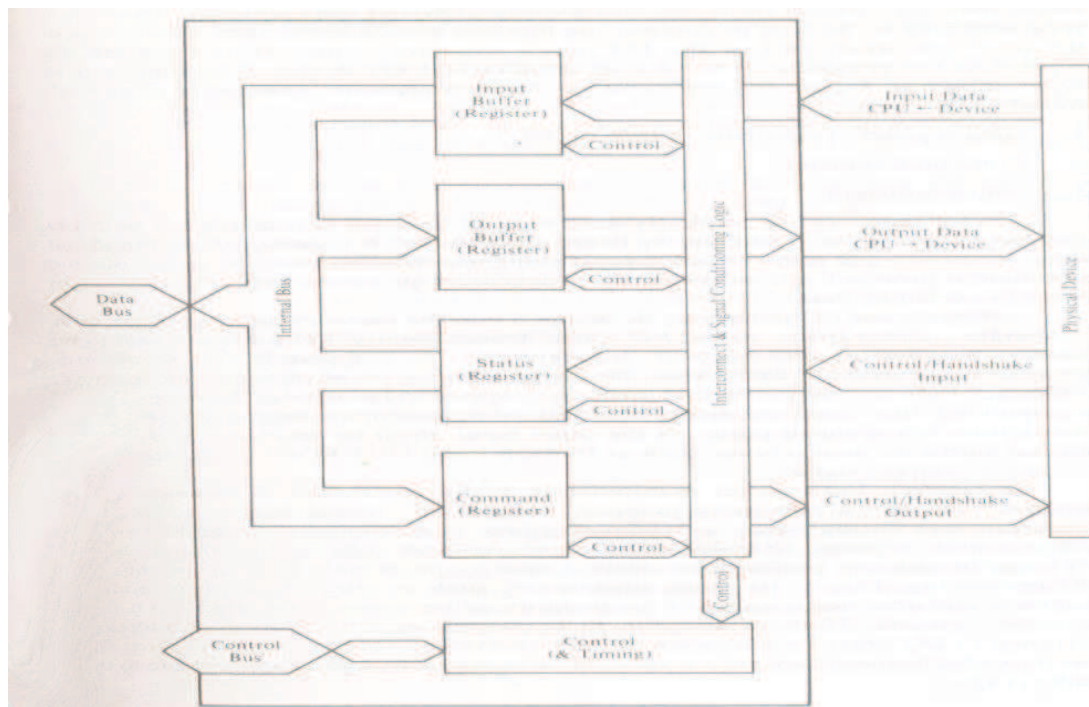 Input
Buffer
(Register)
Input Data
CPU ← Device
Control
Output
Buffer
(Register)
Output Data
CPU → Device
Control
Data
Bus
Internal Bus
Interconnect & Signal Conditioning Logic
Physical Device
Status
(Register)
Control/Handshake
Input
Control
Command
(Register)
Control/Handshake
Output
Control
Control
Control
Bus
Control
(& Timing)